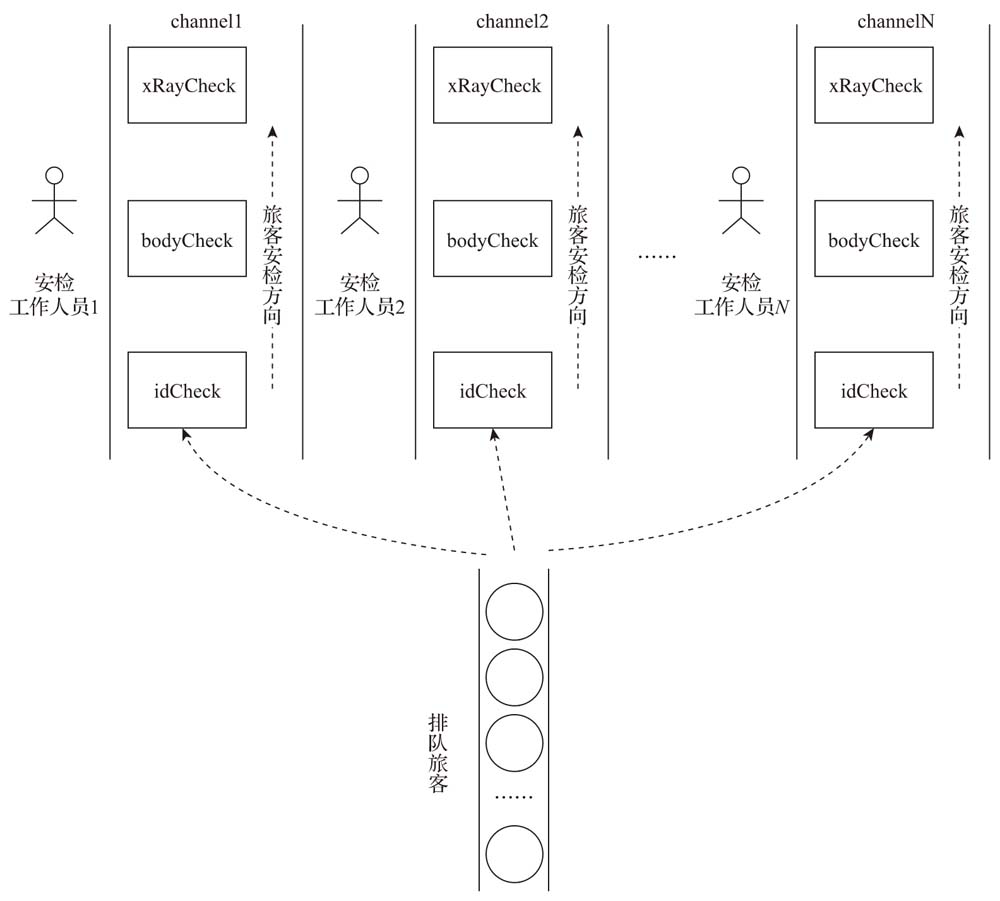 channel1
channel2
channelN
xRayCheck
xRayCheck
xRayCheck
bodyCheck
旅客安检方向
bodyCheck
旅客安检方向
……
bodyCheck
旅客安检方向
安检
工作人员1
安检
工作人员2
安检
工作人员N
idCheck
idCheck
idCheck
排队旅客
……